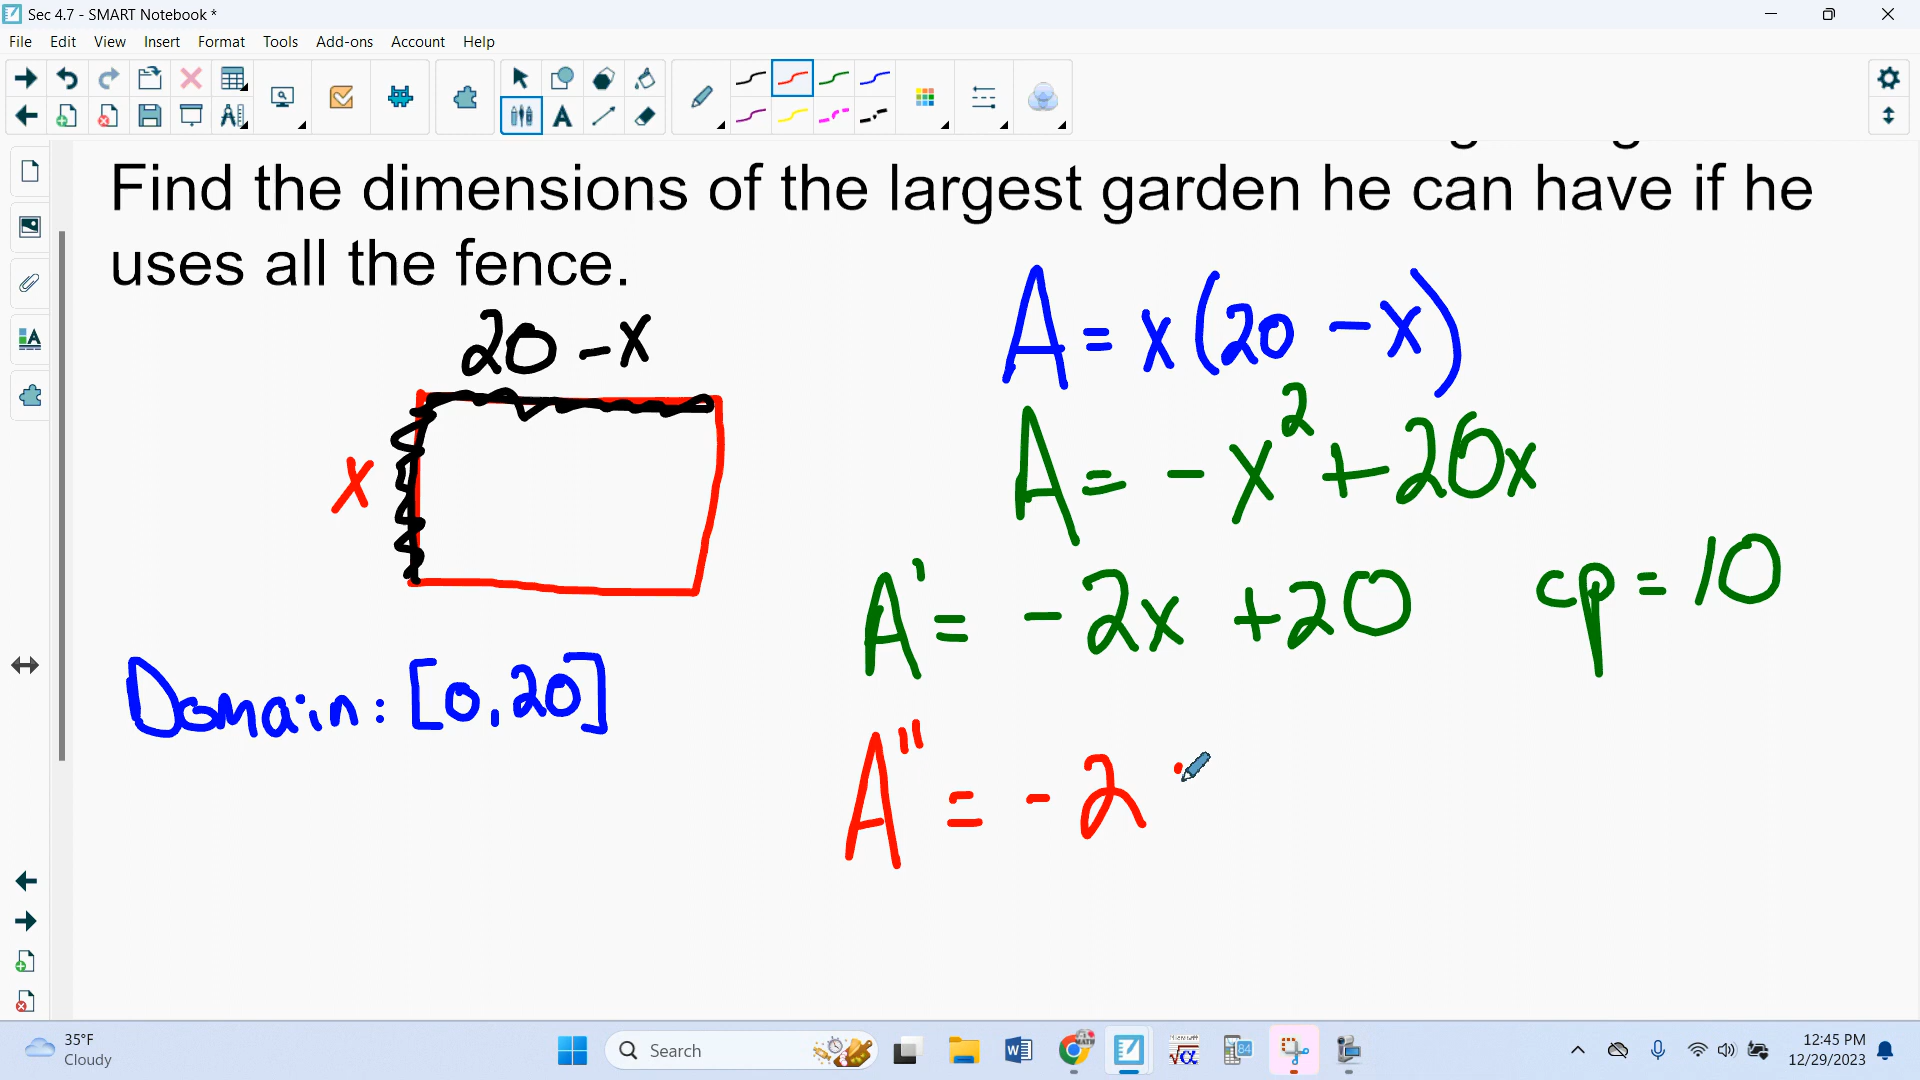 Sec 4.7 - SMART Notebook *
File Edit View Insert Format Tools Add-ons Account Help
Find the dimensions of the largest garden he can have if he
uses all the fence.
20 - x
x
A = x(20 - x)
A = - x² + 20x
A' = - 2x + 20
cp = 10
Domain: [0, 20]
A'' = - 2
35°F
Cloudy
Search
12:45 PM
12/29/2023